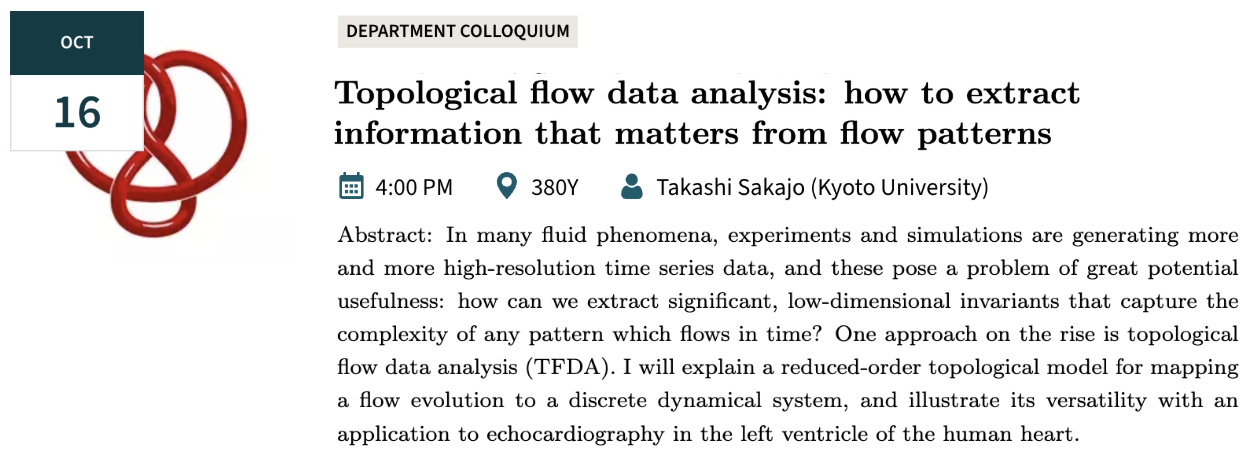 OCT
16
DEPARTMENT COLLOQUIUM
Topological flow data analysis: how to extract
information that matters from flow patterns
4:00 PM 380Y Takashi Sakajo (Kyoto University)
Abstract: In many fluid phenomena, experiments and simulations are generating more
and more high-resolution time series data, and these pose a problem of great potential
usefulness: how can we extract significant, low-dimensional invariants that capture the
complexity of any pattern which flows in time? One approach on the rise is topological
flow data analysis (TFDA). I will explain a reduced-order topological model for mapping
a flow evolution to a discrete dynamical system, and illustrate its versatility with an
application to echocardiography in the left ventricle of the human heart.